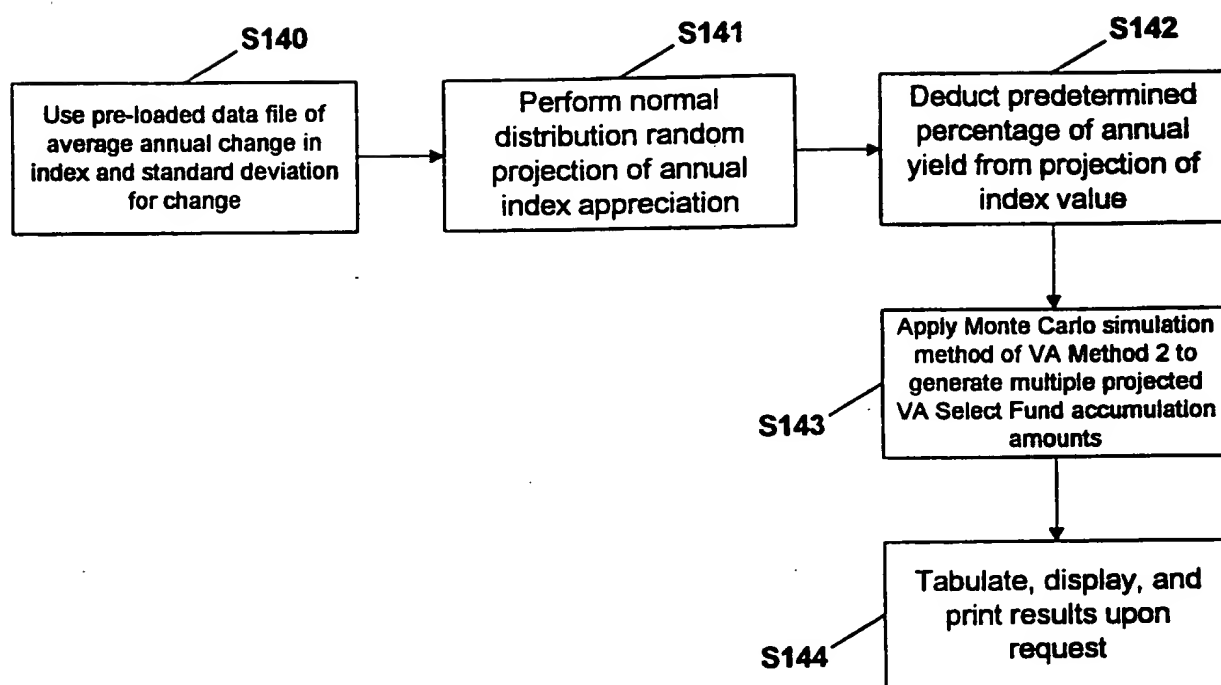 S140
Use pre-loaded data file of
average annual change in
index and standard deviation
for change
S141
Perform normal
distribution random
projection of annual
index appreciation
S142
Deduct predetermined
percentage of annual
yield from projection of
index value
Apply Monte Carlo simulation
method of VA Method 2 to
generate multiple projected
VA Select Fund accumulation
amounts
S143
Tabulate, display, and
print results upon
request
S144